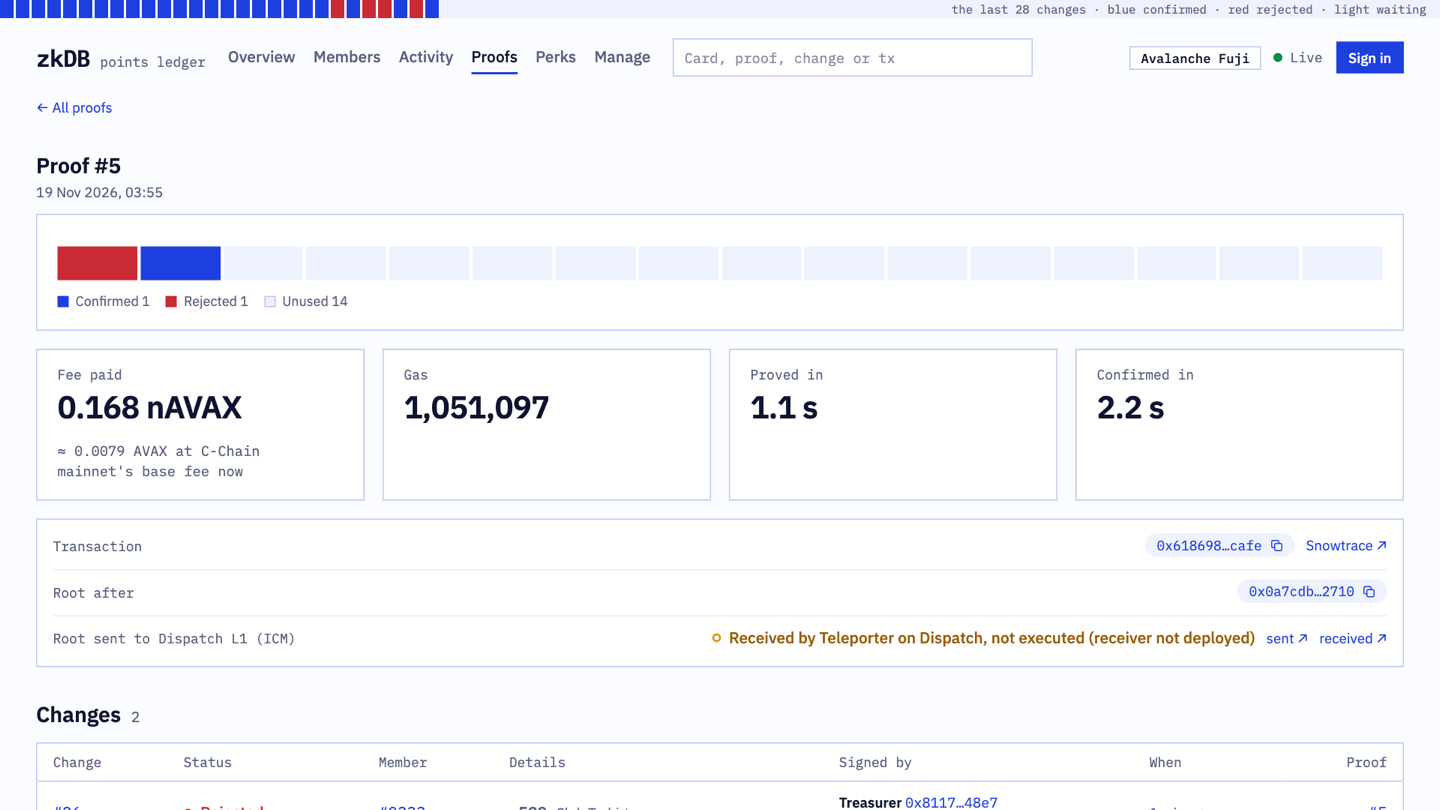 the last 28 changes · blue confirmed · red rejected · light waiting
zkDB points ledger Overview Members Activity Proofs Perks Manage Card, proof, change or tx Avalanche Fuji Live Sign in
← All proofs
Proof #5
19 Nov 2026, 03:55
Confirmed 1 Rejected 1 Unused 14
Fee paid Gas Proved in Confirmed in
0.168 nAVAX 1,051,097 1.1 s 2.2 s
≈ 0.0079 AVAX at C-Chain
mainnet's base fee now
Transaction 0x618698…cafe Snowtrace ↗
Root after 0x0a7cdb…2710
Root sent to Dispatch L1 (ICM) Received by Teleporter on Dispatch, not executed (receiver not deployed) sent ↗ received ↗
Changes 2
Change Status Member Details Signed by When Proof
Treasurer 0x8117…48e7